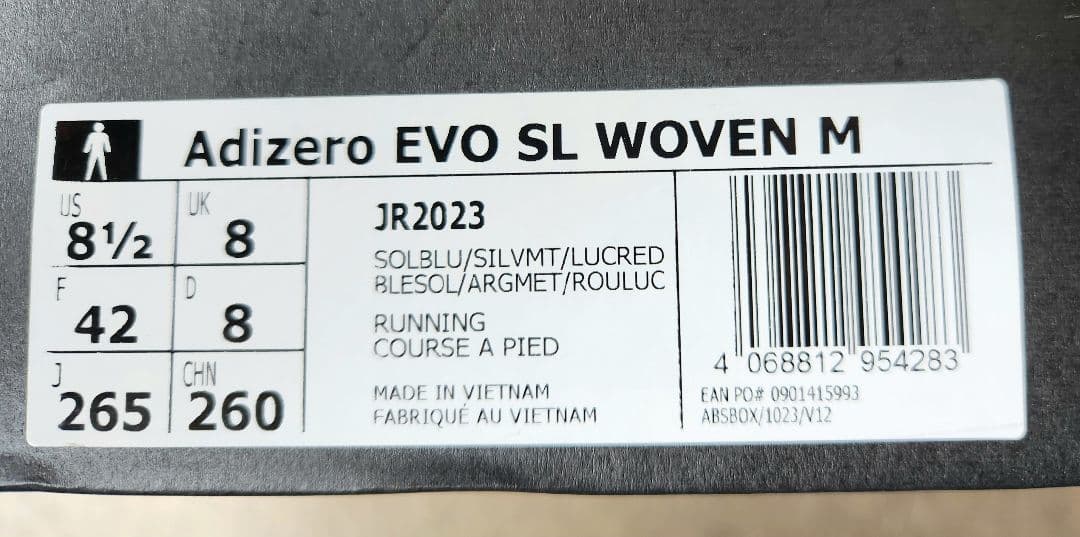 Adizero EVO SL WOVEN M
US
8½
UK
8
F
42
D
8
J
265
CHN
260
JR2023
SOLBLU/SILVMT/LUCRED
BLESOL/ARGMET/ROULUC
RUNNING
COURSE A PIED
MADE IN VIETNAM
FABRIQUÉ AU VIETNAM
4 068812 954283
EAN PO# 0901415993
ABSBOX/1023/V12